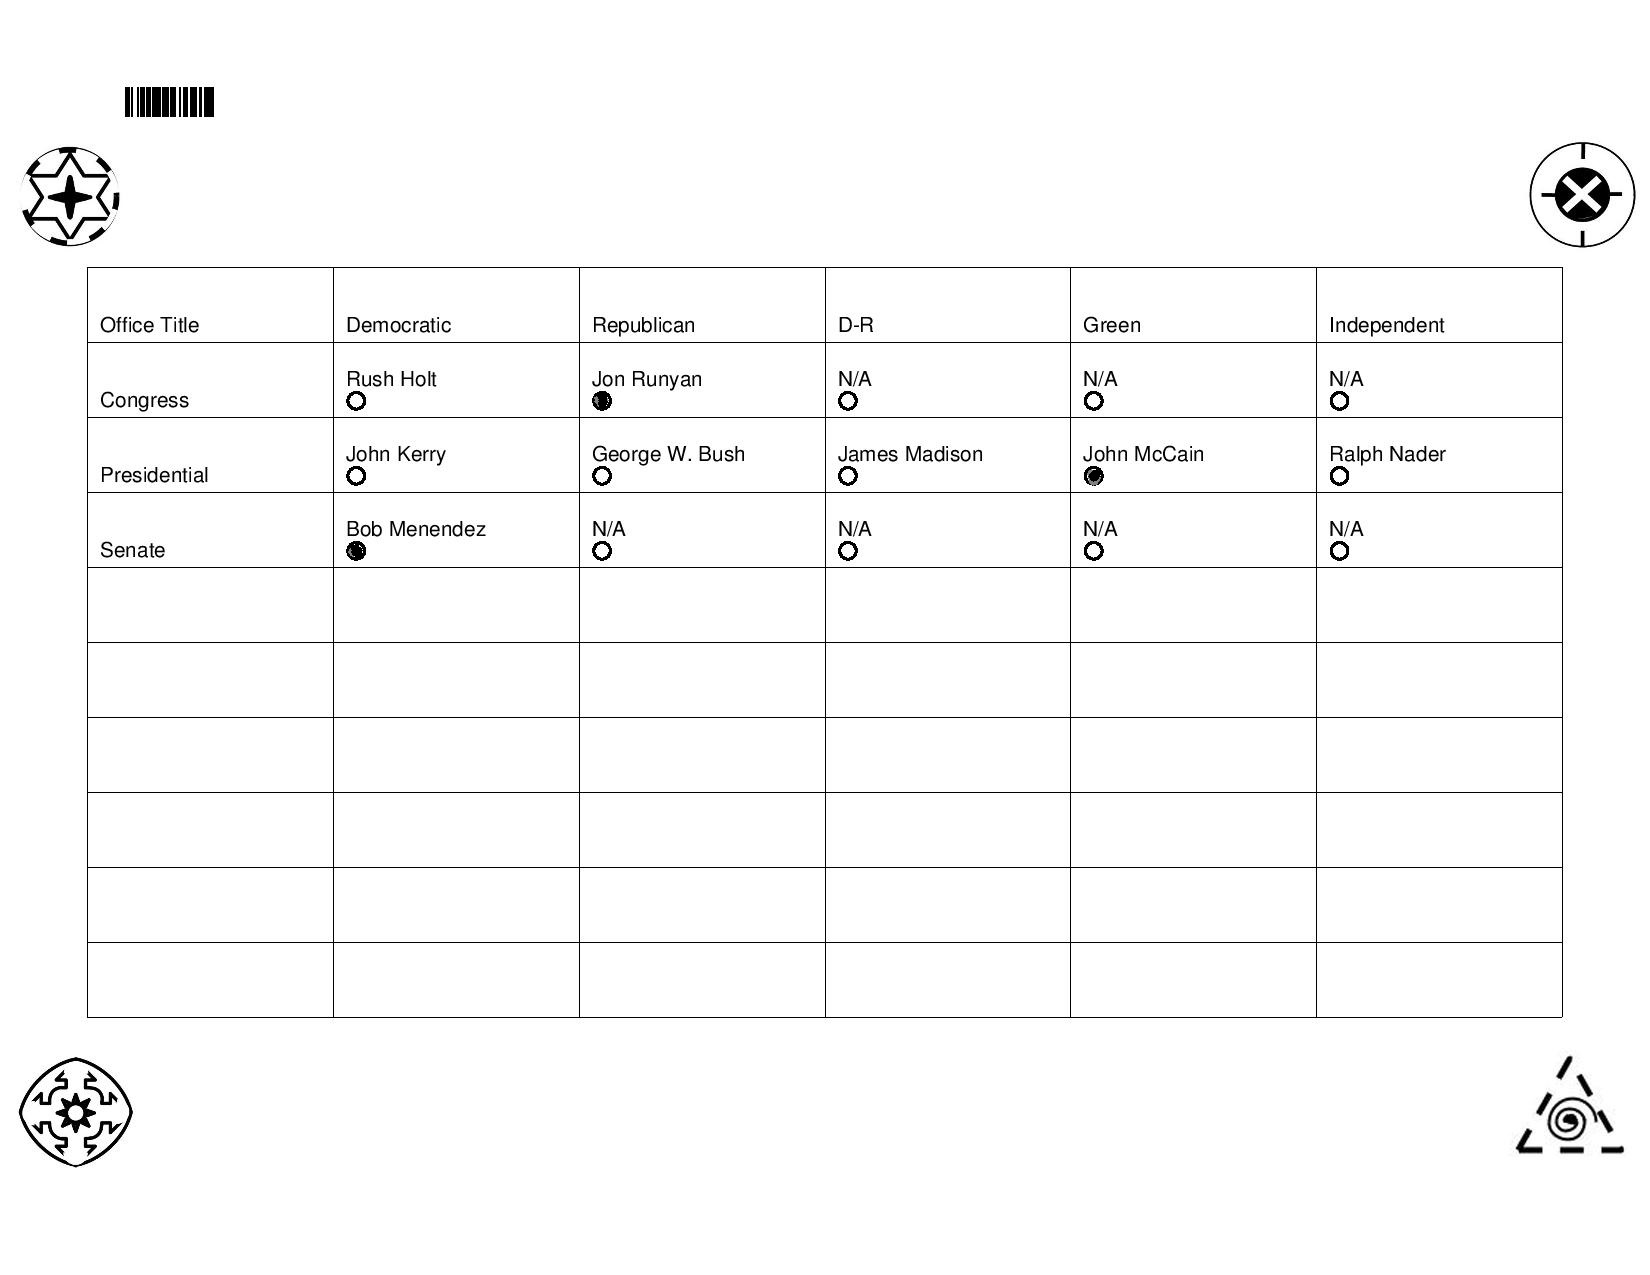 Office Title Democratic Republican D-R Green Independent
Rush Holt Jon Runyan N/A N/A N/A
Congress
John Kerry George W. Bush James Madison John McCain Ralph Nader
Presidential
Bob Menendez N/A N/A N/A N/A
Senate